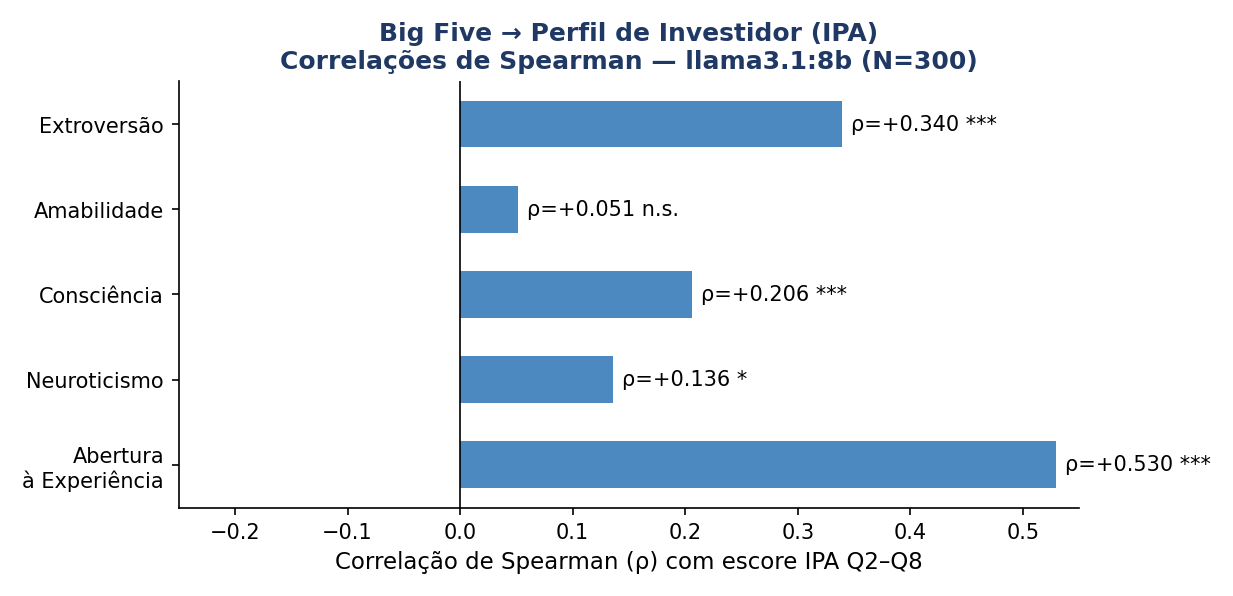 Big Five → Perfil de Investidor (IPA)
Correlações de Spearman — llama3.1:8b (N=300)
Extroversão
ρ=+0.340 ***
Amabilidade
ρ=+0.051 n.s.
Consciência
ρ=+0.206 ***
Neuroticismo
ρ=+0.136 *
Abertura
à Experiência
ρ=+0.530 ***
−0.2 −0.1 0.0 0.1 0.2 0.3 0.4 0.5
Correlação de Spearman (ρ) com escore IPA Q2–Q8